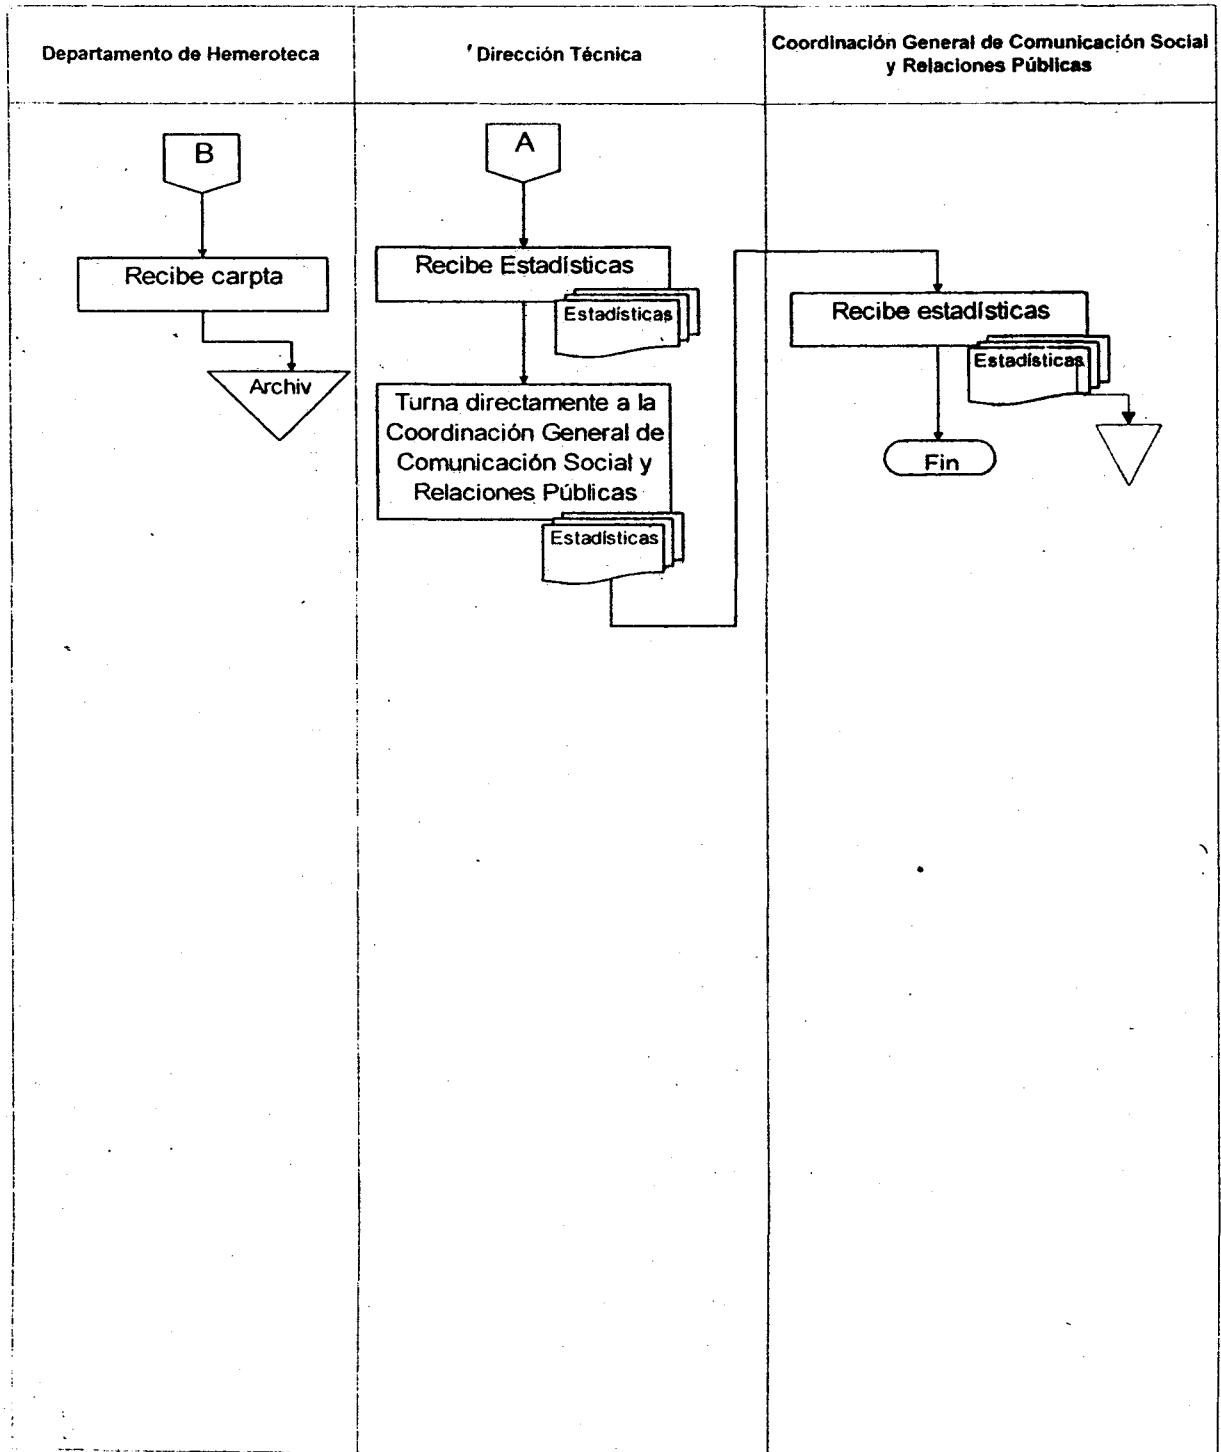 Departamento de Hemeroteca
Dirección Técnica
Coordinación General de Comunicación Social
y Relaciones Públicas
B
Recibe carpta
Archiv
A
Recibe Estadísticas
Estadísticas
Turna directamente a la
Coordinación General de
Comunicación Social y
Relaciones Públicas
Estadísticas
Recibe estadísticas
Estadísticas
Fin